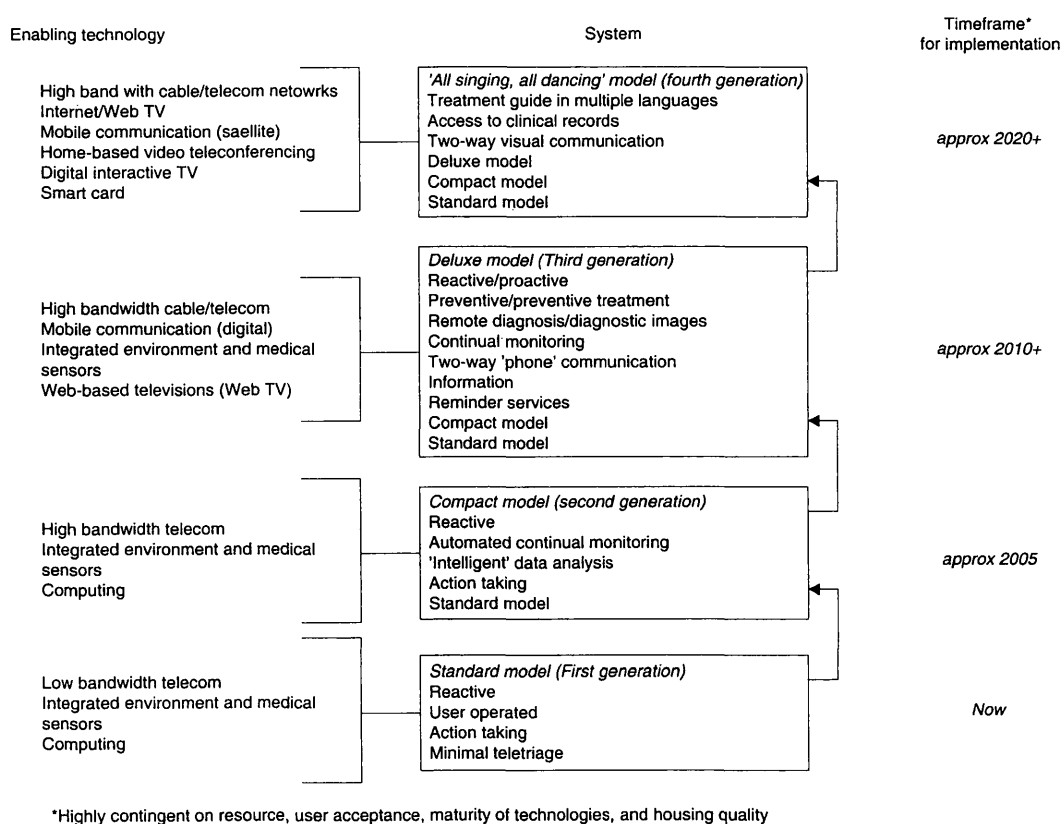 Enabling technology
System
Timeframe*
for implementation
High band with cable/telecom netowrks
Internet/Web TV
Mobile communication (saellite)
Home-based video teleconferencing
Digital interactive TV
Smart card
'All singing, all dancing' model (fourth generation)
Treatment guide in multiple languages
Access to clinical records
Two-way visual communication
Deluxe model
Compact model
Standard model
approx 2020+
High bandwidth cable/telecom
Mobile communication (digital)
Integrated environment and medical
sensors
Web-based televisions (Web TV)
Deluxe model (Third generation)
Reactive/proactive
Preventive/preventive treatment
Remote diagnosis/diagnostic images
Continual monitoring
Two-way 'phone' communication
Information
Reminder services
Compact model
Standard model
approx 2010+
High bandwidth telecom
Integrated environment and medical
sensors
Computing
Compact model (second generation)
Reactive
Automated continual monitoring
'Intelligent' data analysis
Action taking
Standard model
approx 2005
Low bandwidth telecom
Integrated environment and medical
sensors
Computing
Standard model (First generation)
Reactive
User operated
Action taking
Minimal teletriage
Now
*Highly contingent on resource, user acceptance, maturity of technologies, and housing quality